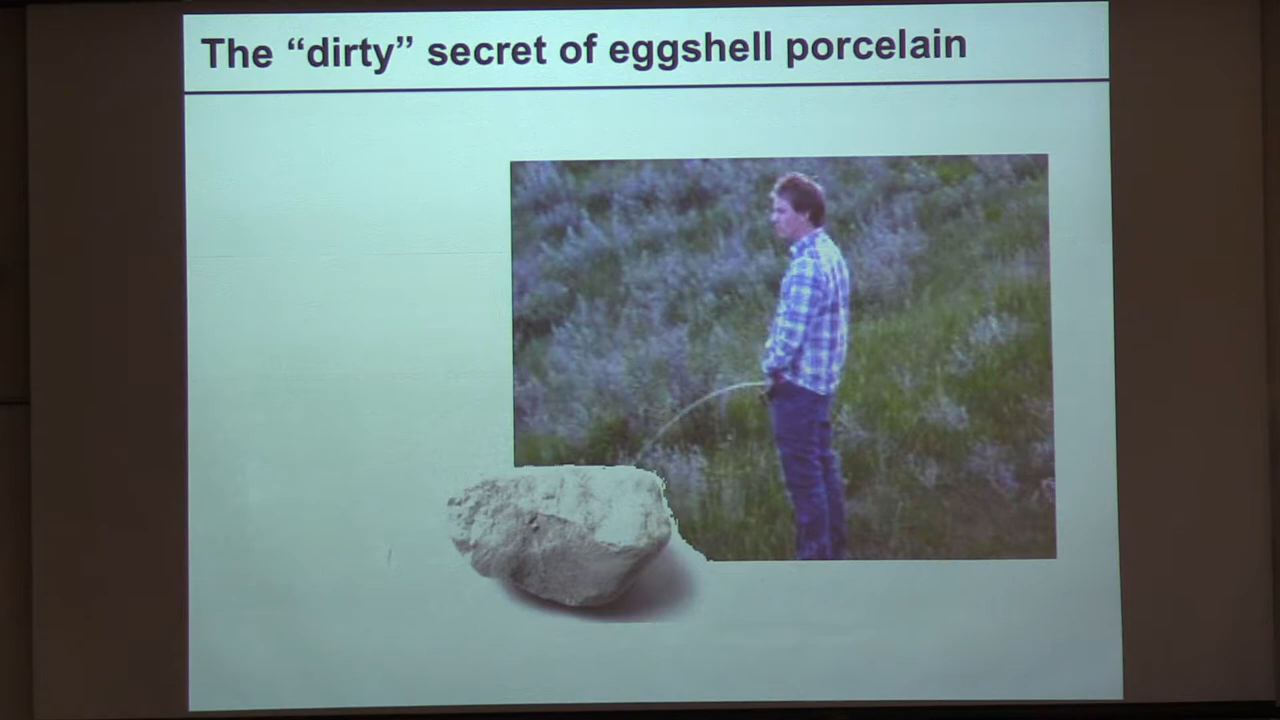 The “dirty” secret of eggshell porcelain